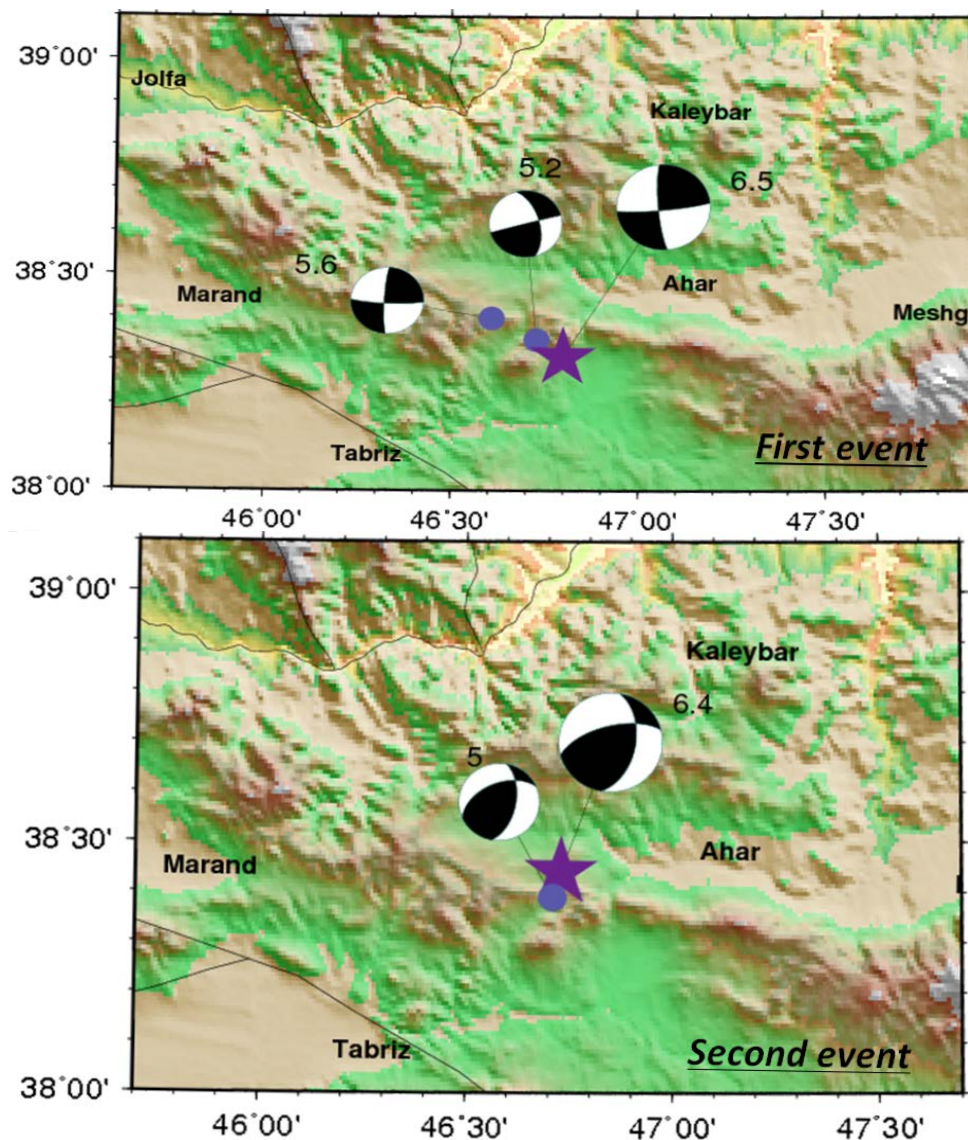 39°00'
Jolfa
Kaleybar
5.2
6.5
5.6
38°30'
Ahar
Marand
Meshg
Tabriz
First event
38°00'
46°00' 46°30' 47°00' 47°30'
39°00'
Kaleybar
6.4
5
38°30'
Ahar
Marand
Tabriz
Second event
38°00'
46°00' 46°30' 47°00' 47°30'